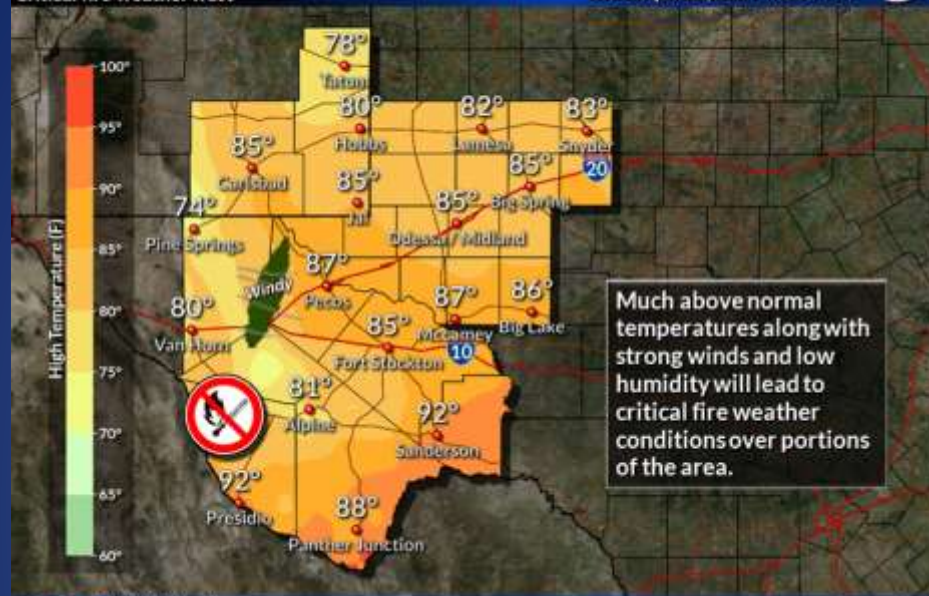 Critical Fire Weather West
100°
95°
90°
85°
80°
75°
70°
65°
60°
High Temperature (F)
78°
Tatum
80°
Hobbs
82°
Lamesa
83°
Snyder
85°
Carlsbad
85°
Jal
85°
Big Spring
20
85°
Odessa / Midland
74°
Pine Springs
Windy
87°
Pecos
80°
Van Horn
87°
McCamey
86°
Big Lake
85°
Fort Stockton
10
81°
Alpine
92°
Sanderson
92°
Presidio
88°
Panther Junction
Much above normal
temperatures along with
strong winds and low
humidity will lead to
critical fire weather
conditions over portions
of the area.